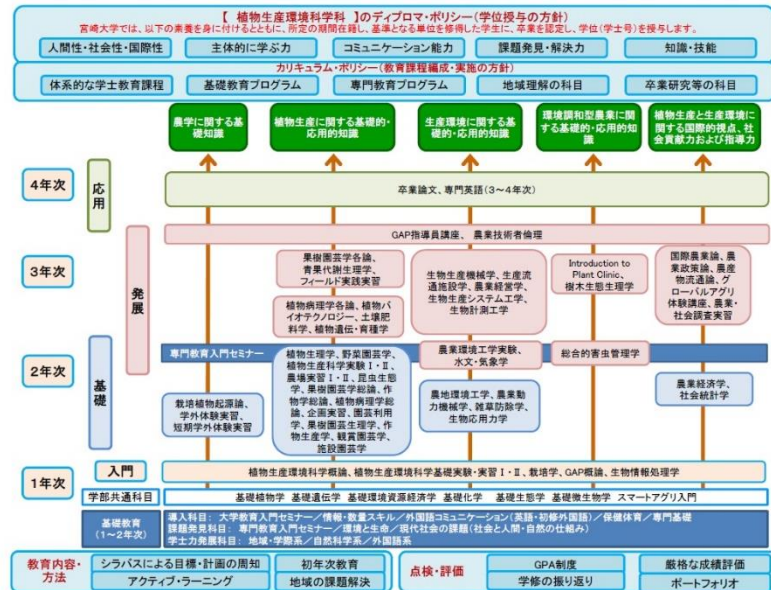 【 植物生産環境科学科 】のディプロマ・ポリシー(学位授与の方針)
宮崎大学では、以下の素養を身に付けるとともに、所定の期間在籍し、基準となる単位を修得した学生に、卒業を認定し、学位(学士号)を授与します。
人間性・社会性・国際性
主体的に学ぶ力
コミュニケーション能力
課題発見・解決力
知識・技能
カリキュラム・ポリシー(教育課程編成・実施の方針)
体系的な学士教育課程
基礎教育プログラム
専門教育プログラム
地域理解の科目
卒業研究等の科目
農学に関する基
礎知識
植物生産に関する基礎的・
応用的知識
生産環境に関する基
礎的・応用的知識
環境調和型農業に関
する基礎的・応用的知
識
植物生産と生産環境
に関する国際的視点、社
会貢献力および指導力
4年次
応用
卒業論文、専門英語(3～4年次)
GAP指導員講座、 農業技術者倫理
3年次
発展
果樹園芸学各論、
青果代謝生理学、
フィールド実践実習
植物病理学各論、植物バ
イオテクノロジー、土壌肥
料学、植物遺伝・育種学
生物生産機械学、生産流
通施設学、農業経営学、
生物生産システム工学、
生物計測工学
Introduction to
Plant Clinic、
樹木生態生理学
国際農業論、農
業政策論、農産
物流通論、グ
ローバルアグリ
体験講座、農業・
社会調査実習
2年次
基礎
専門教育入門セミナー
栽培植物起源論、
学外体験実習、
短期学外体験実習
植物生理学、野菜園芸学、
植物生産科学実験Ⅰ・Ⅱ、
農場実習Ⅰ・Ⅱ、昆虫生態
学、果樹園芸学総論、作
物学総論、植物病理学総
論、企画実習、園芸利用
学、果樹園芸生理学、作
物生産学、観賞園芸学、
施設園芸学
農業環境工学実験、
水文・気象学
農地環境工学、農業動
力機械学、雑草防除学、
生物応用力学
総合的害虫管理学
農業経済学、
社会統計学
1年次
入門
植物生産環境科学概論、植物生産環境科学基礎実験・実習Ⅰ・Ⅱ、栽培学、GAP概論、生物情報処理学
学部共通科目
基礎植物学 基礎遺伝学 基礎環境資源経済学 基礎化学 基礎生態学 基礎微生物学 スマートアグリ入門
基礎教育
(1～2年次)
導入科目: 大学教育入門セミナー/情報・数量スキル/外国語コミュニケーション(英語・初修外国語)/保健体育/専門基礎
課題発見科目: 専門教育入門セミナー/環境と生命/現代社会の課題(社会と人間・自然の仕組み)
学士力発展科目: 地域・学際系/自然科学系/外国語系
教育内容・
方法
シラバスによる目標・計画の周知
初年次教育
アクティブ・ラーニング
地域の課題解決
点検・評価
GPA制度
厳格な成績評価
学修の振り返り
ポートフォリオ